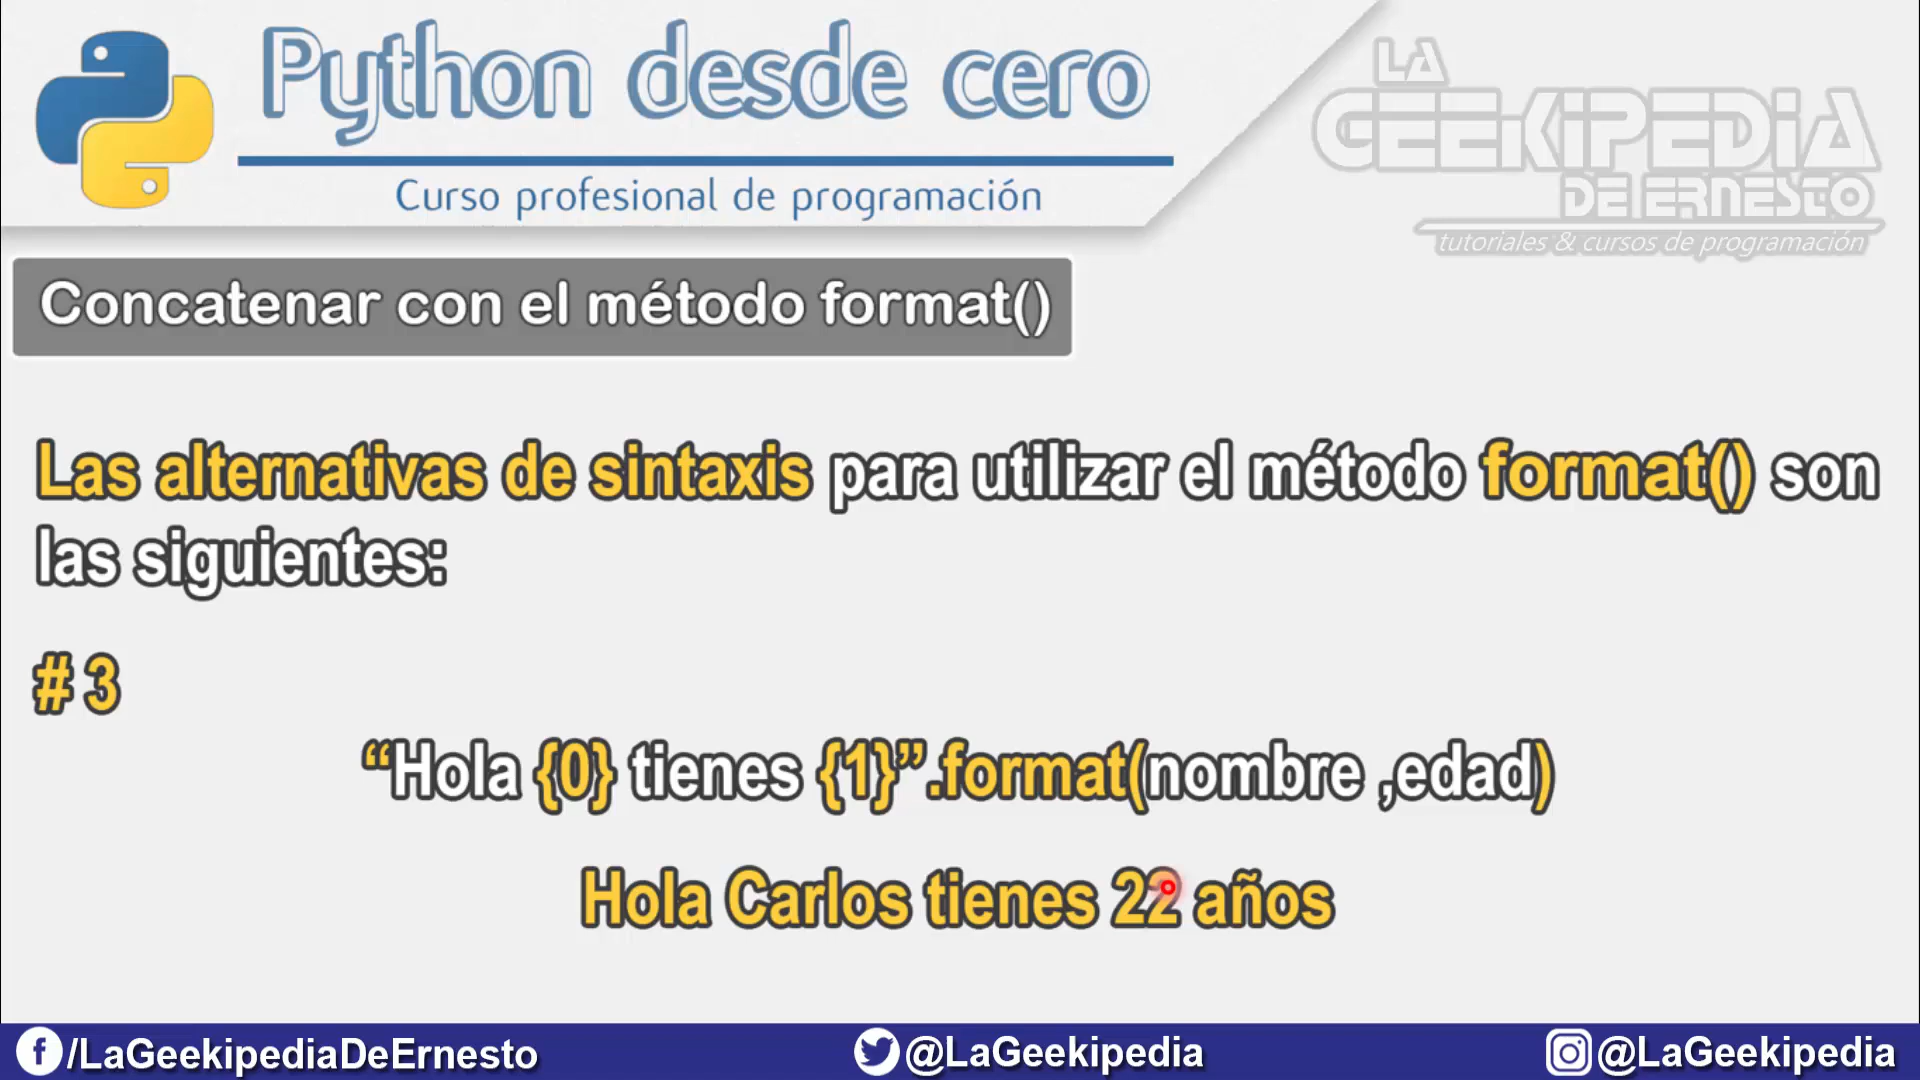 Python desde cero
Curso profesional de programación
LA
GEEKIPEDIA
DE ERNESTO
tutoriales & cursos de programación
Concatenar con el método format()
Las alternativas de sintaxis para utilizar el método format() son
las siguientes:
# 3
“Hola {0} tienes {1}”.format(nombre ,edad)
Hola Carlos tienes 22 años
/LaGeekipediaDeErnesto
@LaGeekipedia
@LaGeekipedia